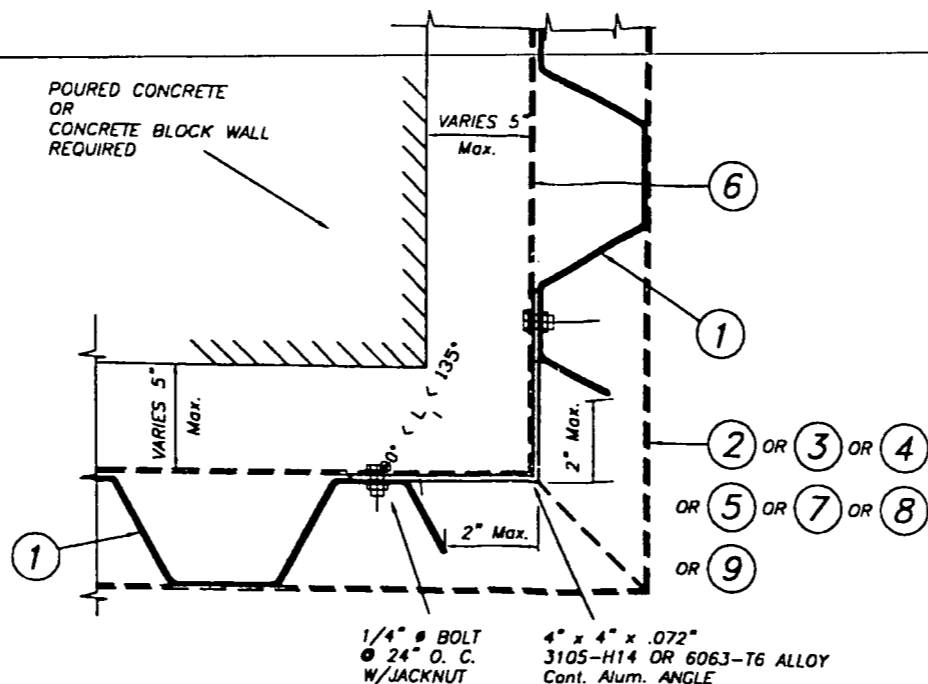 POURED CONCRETE
OR
CONCRETE BLOCK WALL
REQUIRED
VARIES 5"
Max.
6
1
135°
90°
VARIES 5"
Max.
2" Max.
2 OR 3 OR 4
OR 5 OR 7 OR 8
OR 9
1
2" Max.
1/4" ø BOLT
@ 24" O. C.
W/JACKNUT
4" x 4" x .072"
3105-H14 OR 6063-T6 ALLOY
Cont. Alum. ANGLE